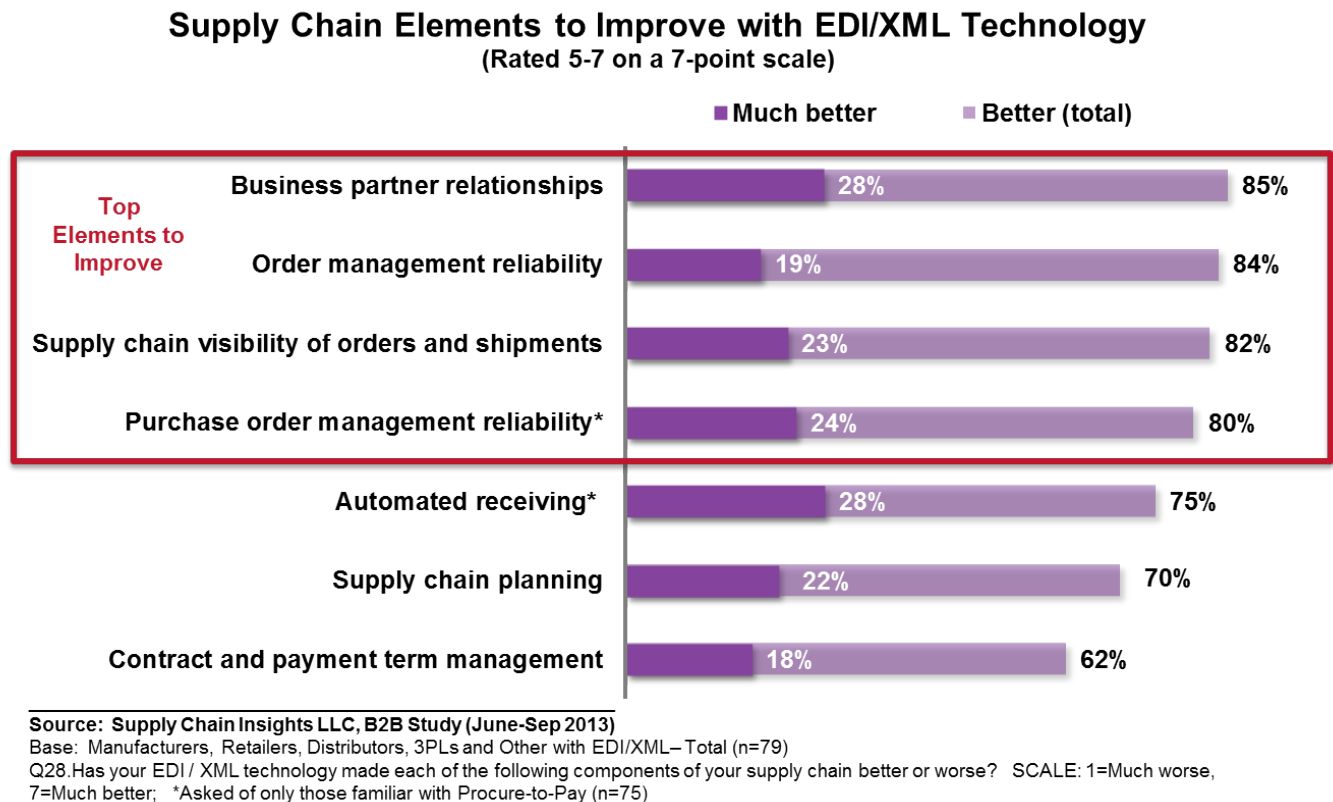 Supply Chain Elements to Improve with EDI/XML Technology
(Rated 5-7 on a 7-point scale)
Much better Better (total)
Top
Elements to
Improve
Business partner relationships 28% 85%
Order management reliability 19% 84%
Supply chain visibility of orders and shipments 23% 82%
Purchase order management reliability* 24% 80%
Automated receiving* 28% 75%
Supply chain planning 22% 70%
Contract and payment term management 18% 62%
Source: Supply Chain Insights LLC, B2B Study (June-Sep 2013)
Base: Manufacturers, Retailers, Distributors, 3PLs and Other with EDI/XML– Total (n=79)
Q28.Has your EDI / XML technology made each of the following components of your supply chain better or worse? SCALE: 1=Much worse,
7=Much better; *Asked of only those familiar with Procure-to-Pay (n=75)